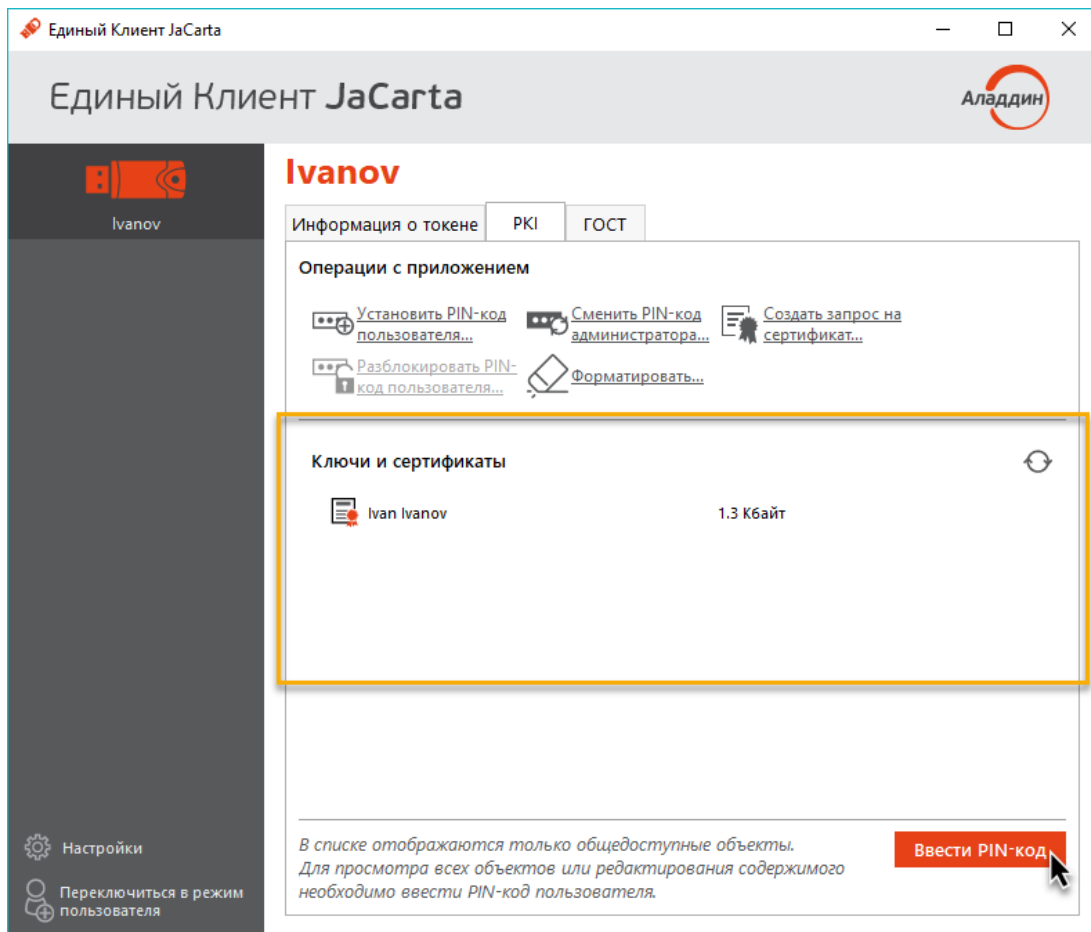 Единый Клиент JaCarta
Единый Клиент JaCarta
Аладдин
Ivanov
Ivanov
Информация о токене
PKI
ГОСТ
Операции с приложением
Установить PIN-код
пользователя...
Сменить PIN-код
администратора...
Создать запрос на
сертификат...
Разблокировать PIN-
код пользователя...
Форматировать...
Ключи и сертификаты
Ivan Ivanov
1.3 Кбайт
Настройки
Переключиться в режим
пользователя
В списке отображаются только общедоступные объекты.
Для просмотра всех объектов или редактирования содержимого
необходимо ввести PIN-код пользователя.
Ввести PIN-код